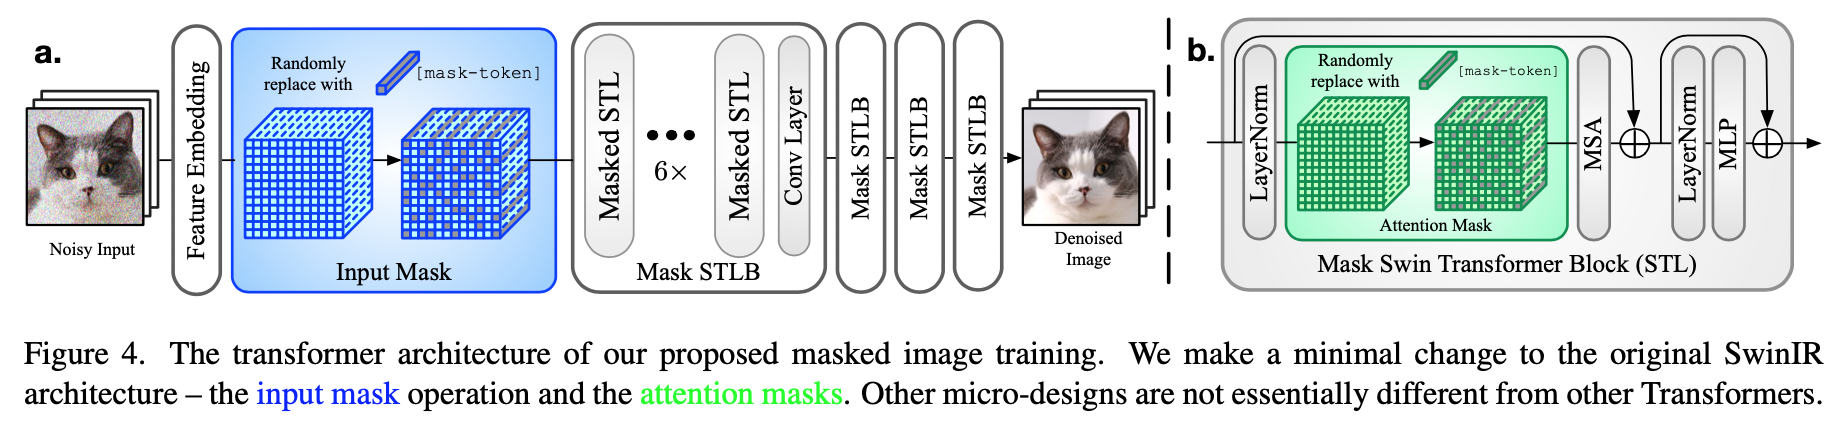 a.
Noisy Input
Feature Embedding
Randomly
replace with
[mask-token]
Input Mask
Masked STL
6×
Masked STL
Conv Layer
Mask STLB
Mask STLB
Mask STLB
Mask STLB
Denoised
Image
b.
LayerNorm
Randomly
replace with
[mask-token]
Attention Mask
MSA
LayerNorm
MLP
Mask Swin Transformer Block (STL)
Figure 4. The transformer architecture of our proposed masked image training. We make a minimal change to the original SwinIR
architecture – the input mask operation and the attention masks. Other micro-designs are not essentially different from other Transformers.